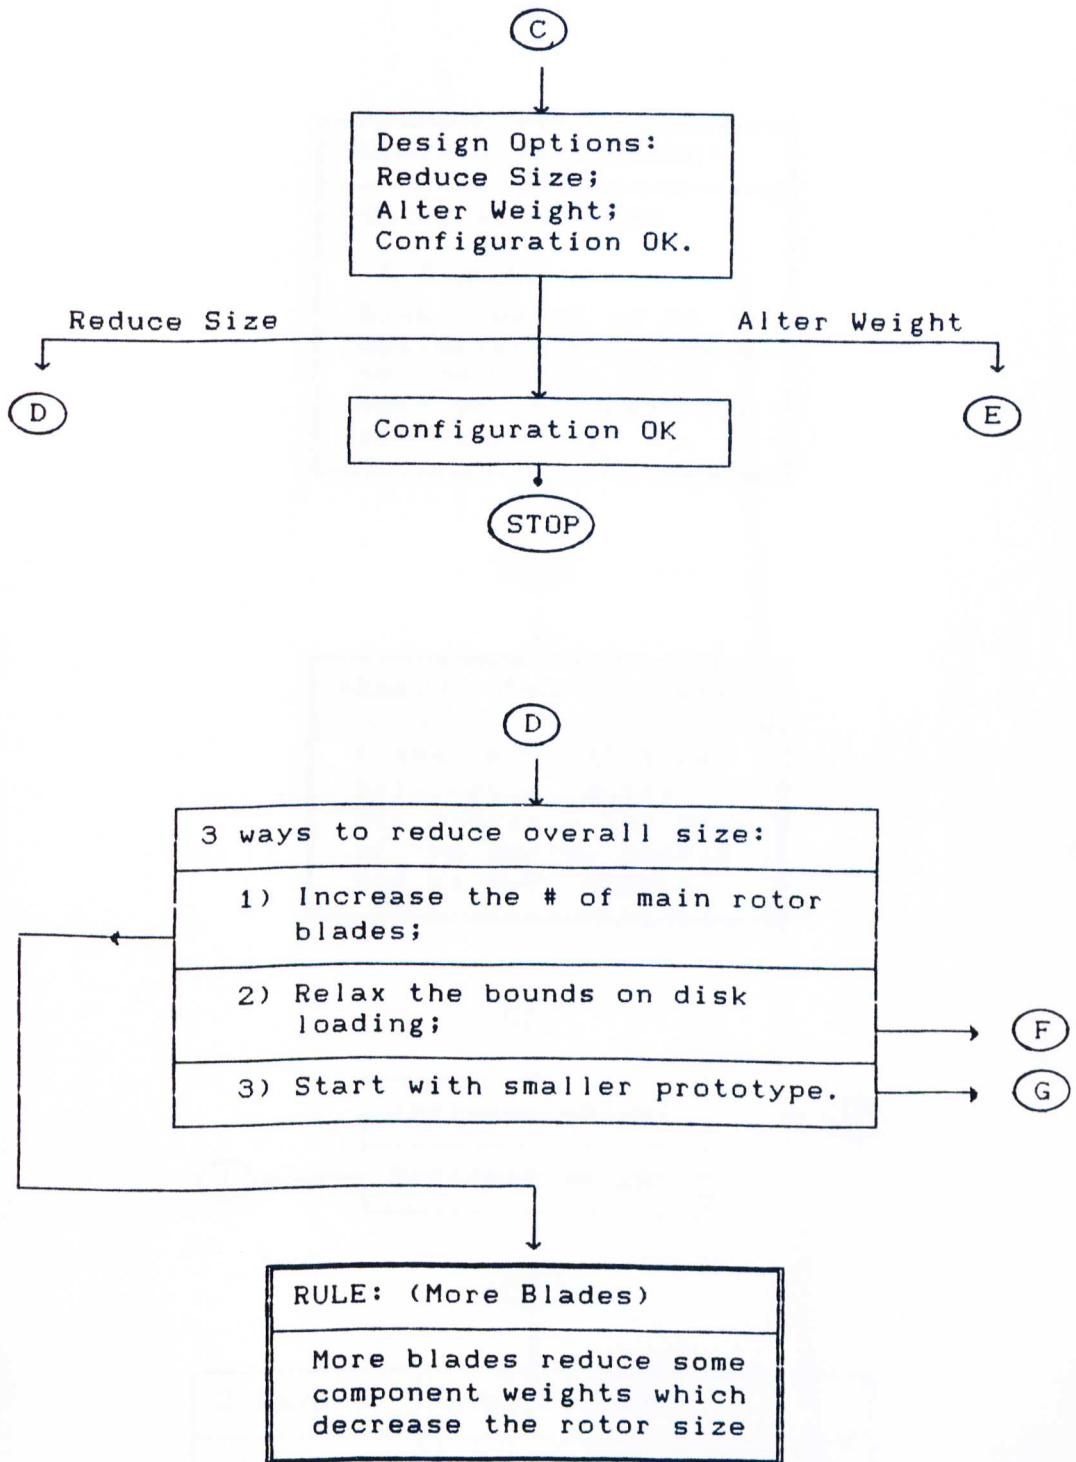 C
Design Options:
Reduce Size;
Alter Weight;
Configuration OK.
Reduce Size
Alter Weight
D
E
Configuration OK
STOP
D
3 ways to reduce overall size:
1) Increase the # of main rotor
blades;
2) Relax the bounds on disk
loading;
F
3) Start with smaller prototype.
G
RULE: (More Blades)
More blades reduce some
component weights which
decrease the rotor size